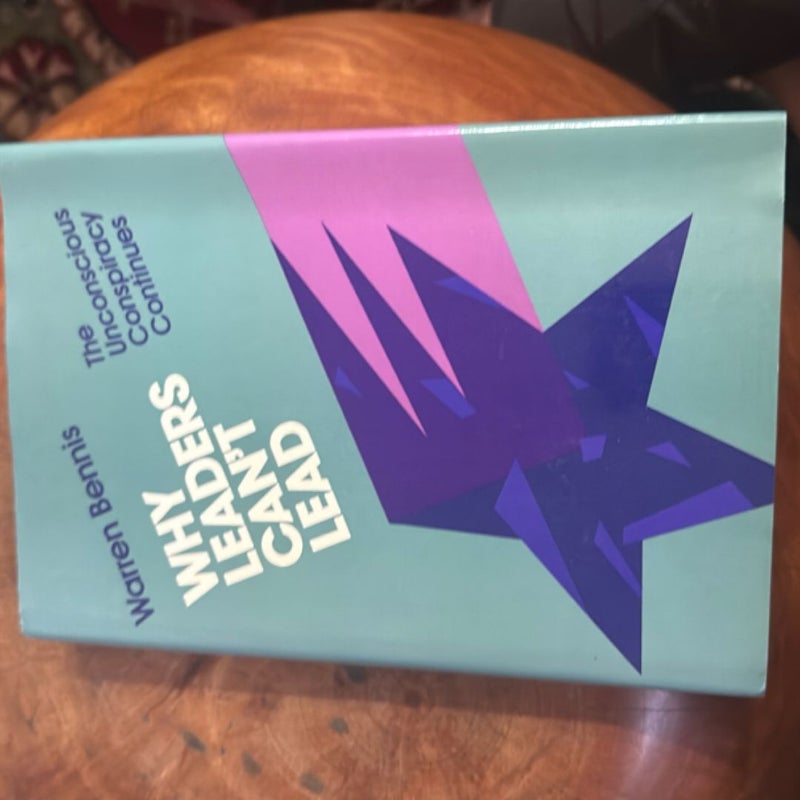 Warren Bennis
WHY
LEADERS
CAN'T
LEAD
The
Unconscious
Conspiracy
Continues